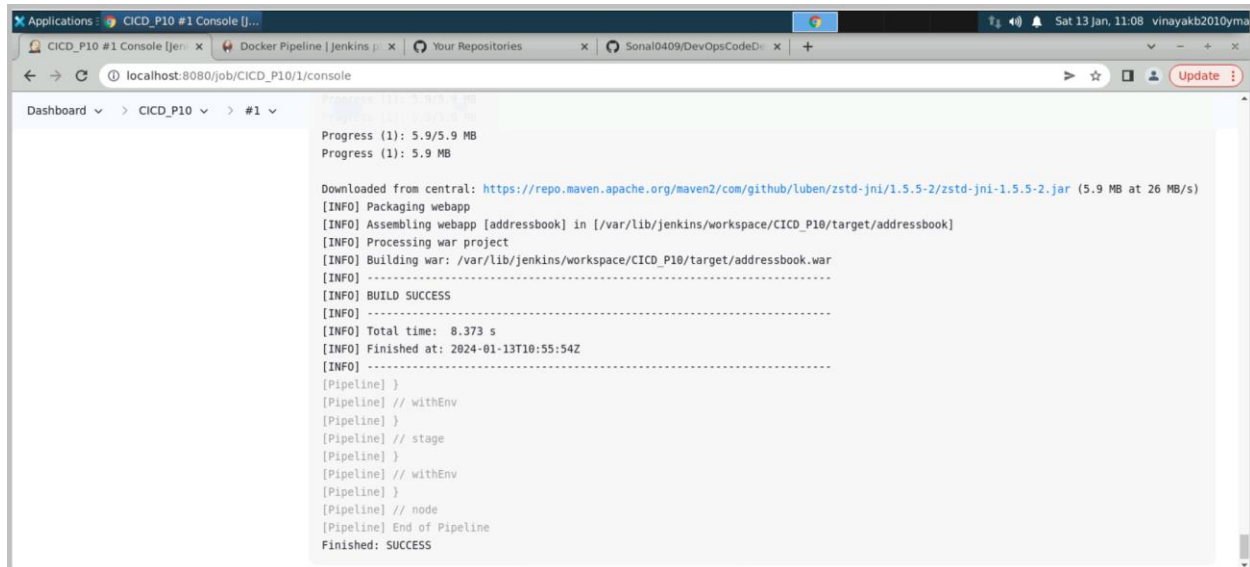 Applications
CICD_P10 #1 Console [J...
Sat 13 Jan, 11:08 vinayakb2010yma
CICD_P10 #1 Console [Jen
Docker Pipeline | Jenkins p
Your Repositories
Sonal0409/DevOpsCodeDe
localhost:8080/job/CICD_P10/1/console
Update
Dashboard > CICD_P10 > #1
Progress (1): 5.9/5.9 MB
Progress (1): 5.9 MB
Downloaded from central: https://repo.maven.apache.org/maven2/com/github/luben/zstd-jni/1.5.5-2/zstd-jni-1.5.5-2.jar (5.9 MB at 26 MB/s)
[INFO] Packaging webapp
[INFO] Assembling webapp [addressbook] in [/var/lib/jenkins/workspace/CICD_P10/target/addressbook]
[INFO] Processing war project
[INFO] Building war: /var/lib/jenkins/workspace/CICD_P10/target/addressbook.war
[INFO] ------------------------------------------------------------------------
[INFO] BUILD SUCCESS
[INFO] ------------------------------------------------------------------------
[INFO] Total time:  8.373 s
[INFO] Finished at: 2024-01-13T10:55:54Z
[INFO] ------------------------------------------------------------------------
[Pipeline] }
[Pipeline] // withEnv
[Pipeline] }
[Pipeline] // stage
[Pipeline] }
[Pipeline] // withEnv
[Pipeline] }
[Pipeline] // node
[Pipeline] End of Pipeline
Finished: SUCCESS